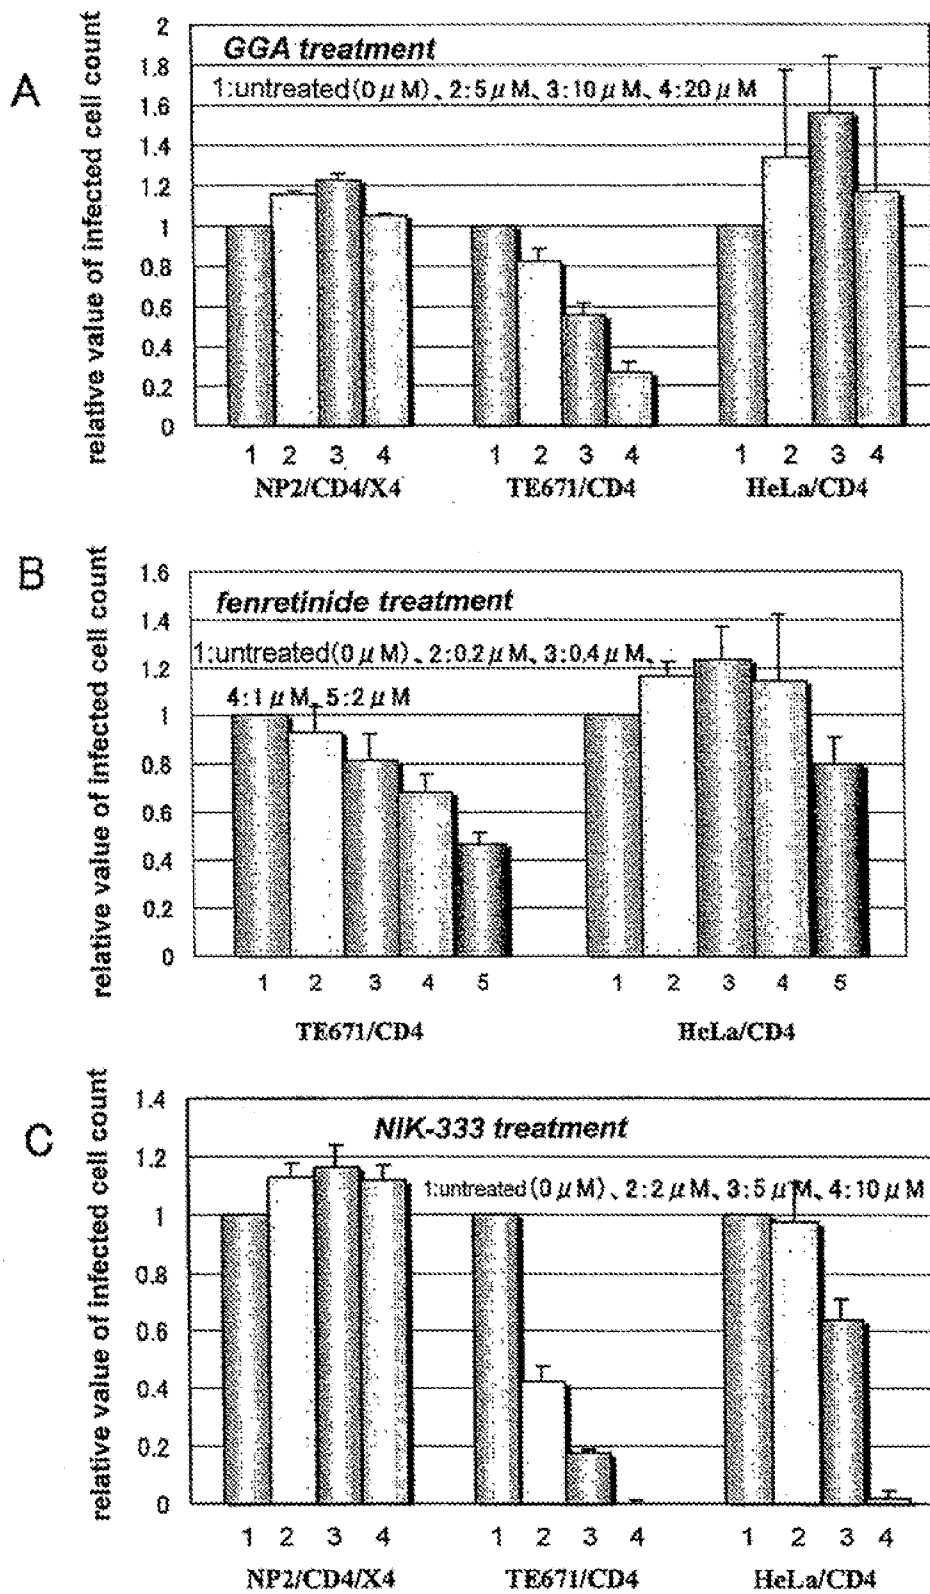 A
relative value of infected cell count
2
1.8
1.6
1.4
1.2
1
0.8
0.6
0.4
0.2
0
GGA treatment
1:untreated(0μM)、2:5μM、3:10μM、4:20μM
1 2 3 4 1 2 3 4 1 2 3 4
NP2/CD4/X4 TE671/CD4 HeLa/CD4
B
relative value of infected cell count
1.6
1.4
1.2
1
0.8
0.6
0.4
0.2
0
fenretinide treatment
1:untreated(0μM)、2:0.2μM、3:0.4μM、
4:1μM、5:2μM
1 2 3 4 5 1 2 3 4 5
TE671/CD4 HeLa/CD4
C
relative value of infected cell count
1.4
1.2
1
0.8
0.6
0.4
0.2
0
NIK-333 treatment
1:untreated(0μM)、2:2μM、3:5μM、4:10μM
1 2 3 4 1 2 3 4 1 2 3 4
NP2/CD4/X4 TE671/CD4 HeLa/CD4